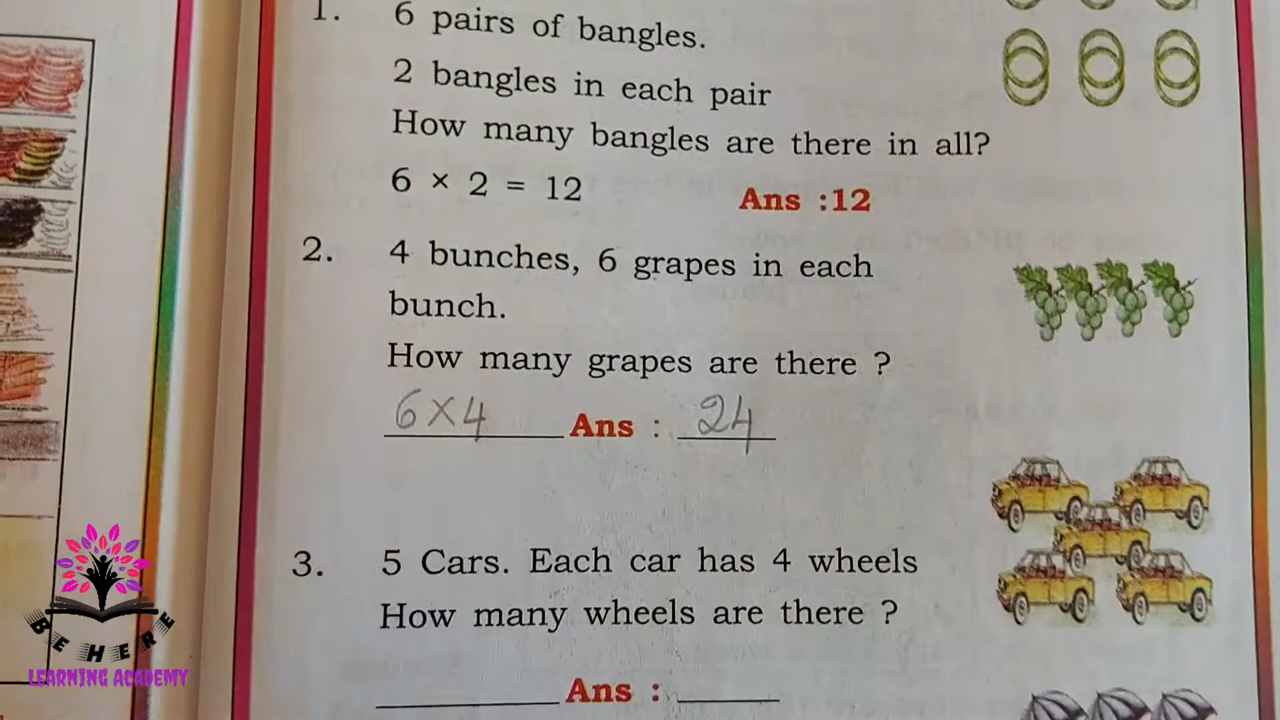 1. 6 pairs of bangles.
2 bangles in each pair
How many bangles are there in all?
6 × 2 = 12 Ans :12
2. 4 bunches, 6 grapes in each
bunch.
How many grapes are there ?
6×4 Ans : 24
3. 5 Cars. Each car has 4 wheels
How many wheels are there ?
Ans :
BE HERE
LEARNING ACADEMY